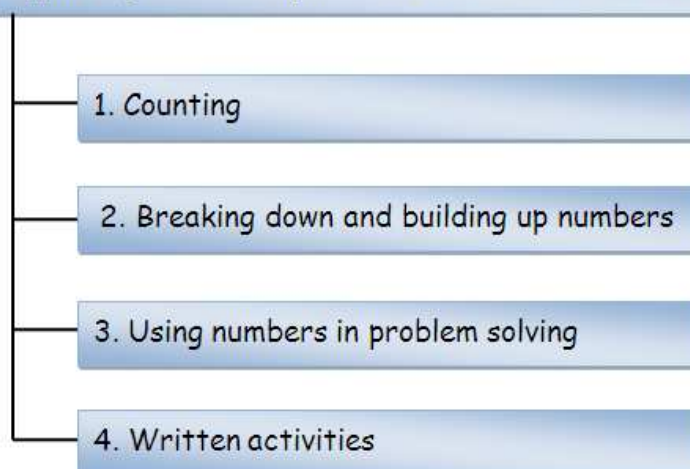 1. Counting
2. Breaking down and building up numbers
3. Using numbers in problem solving
4. Written activities